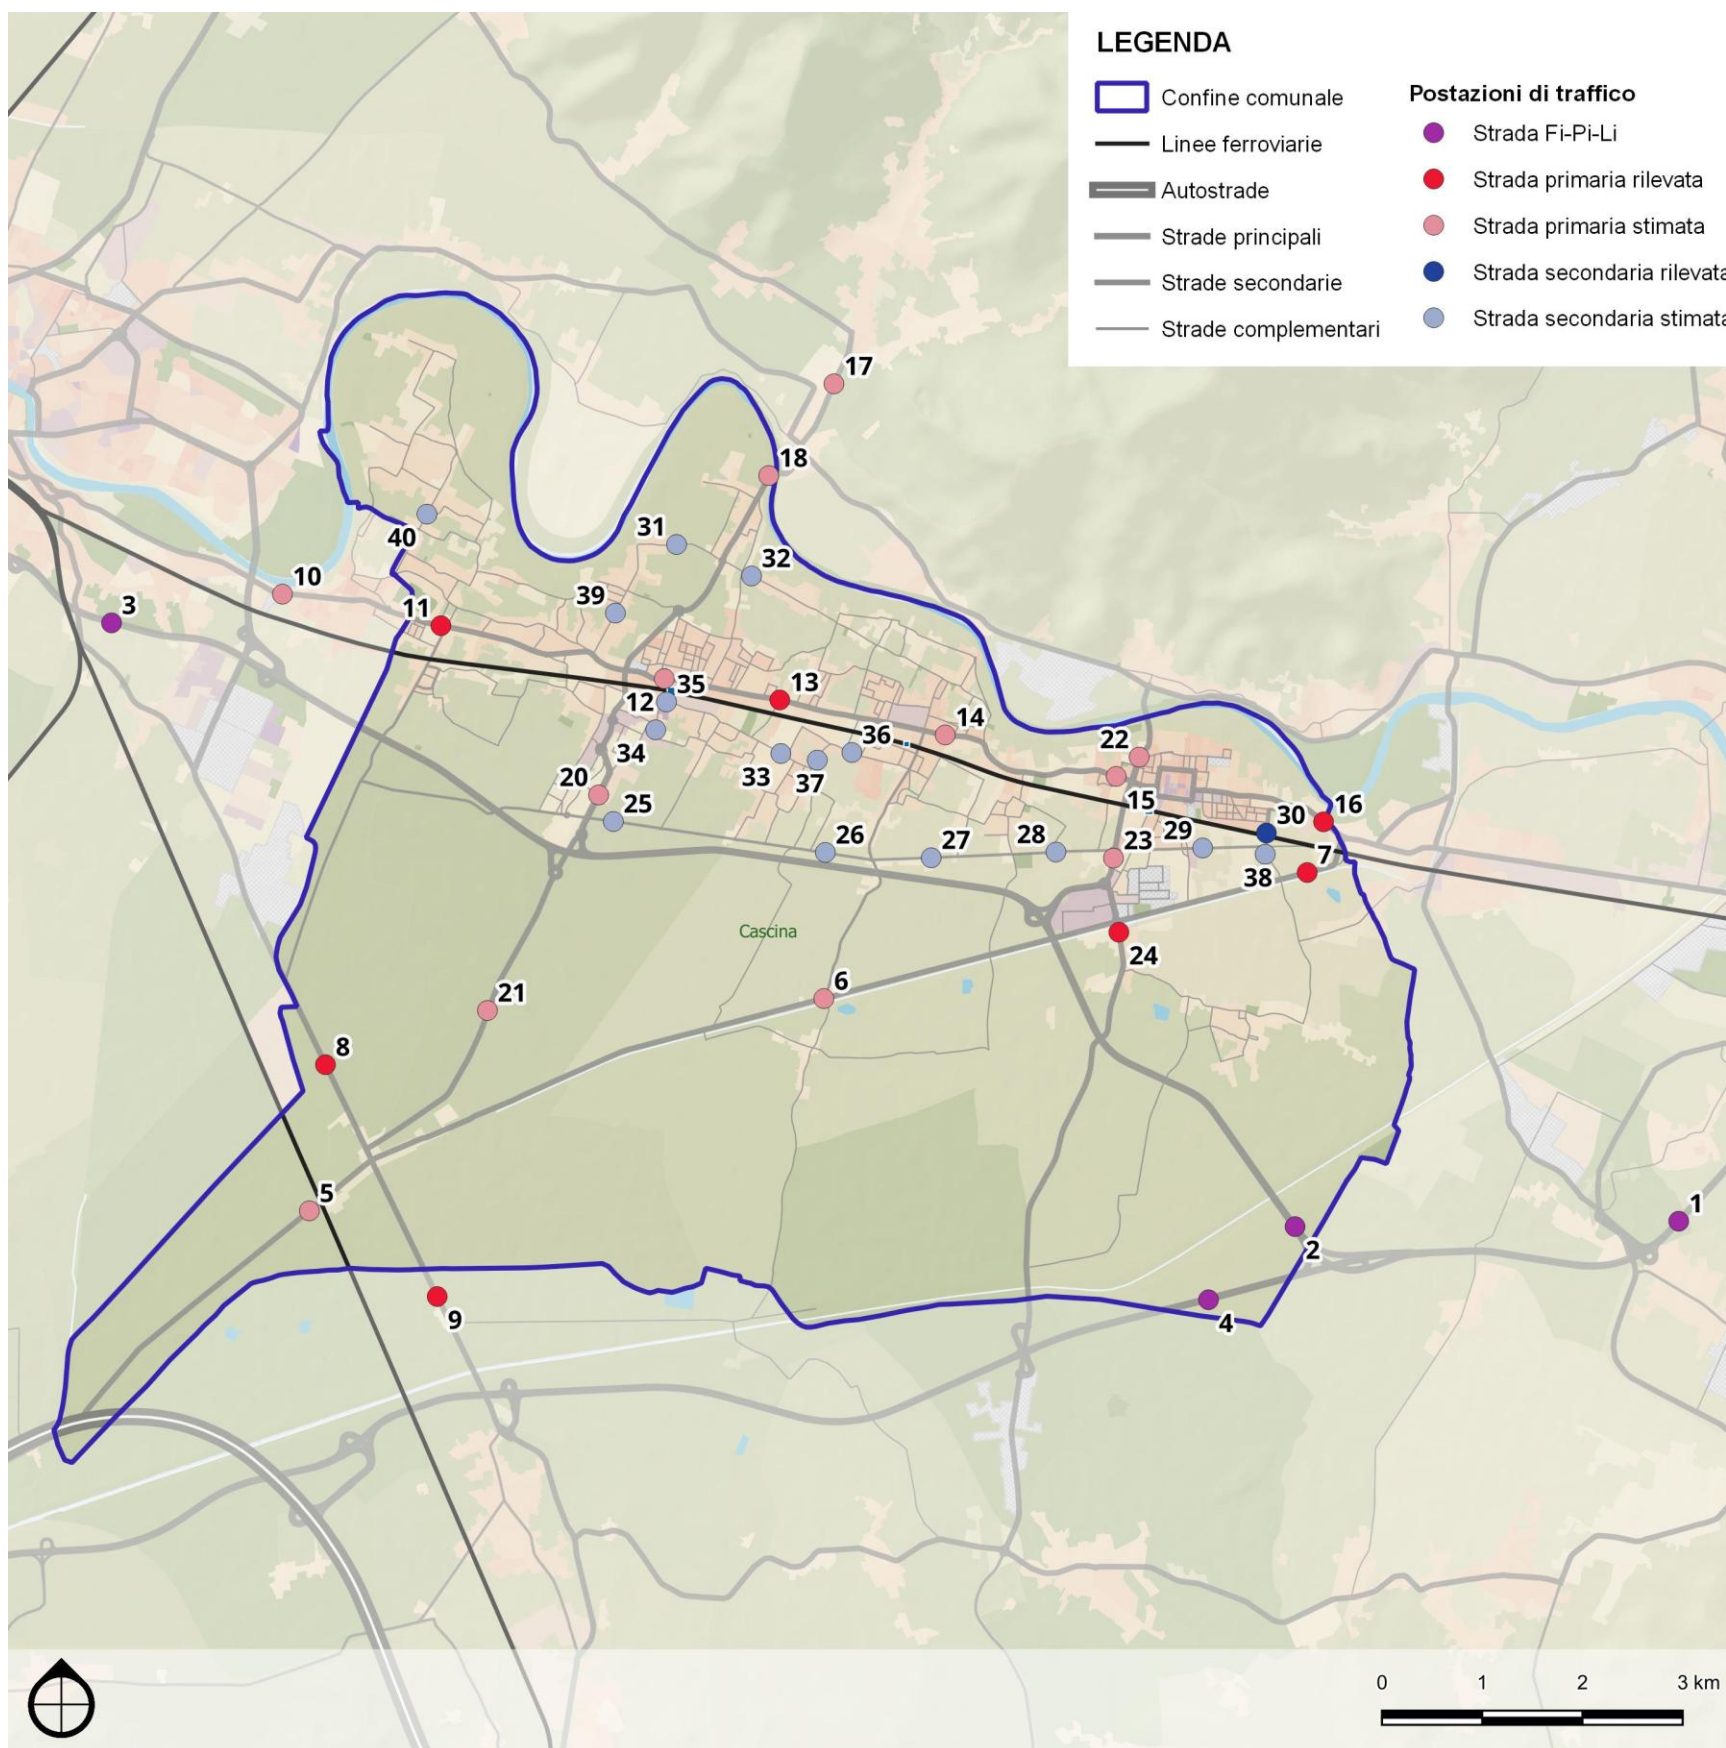 LEGENDA
Confine comunale
Linee ferroviarie
Autostrade
Strade principali
Strade secondarie
Strade complementari
Postazioni di traffico
Strada Fi-Pi-Li
Strada primaria rilevata
Strada primaria stimata
Strada secondaria rilevata
Strada secondaria stimata
17
18
31
40
32
10
39
3
11
35
13
12
14
36
22
34
20
33
37
15
16
25
30
26
27
28
23
29
7
38
Cascina
24
6
21
8
5
1
2
9
4
0 1 2 3 km